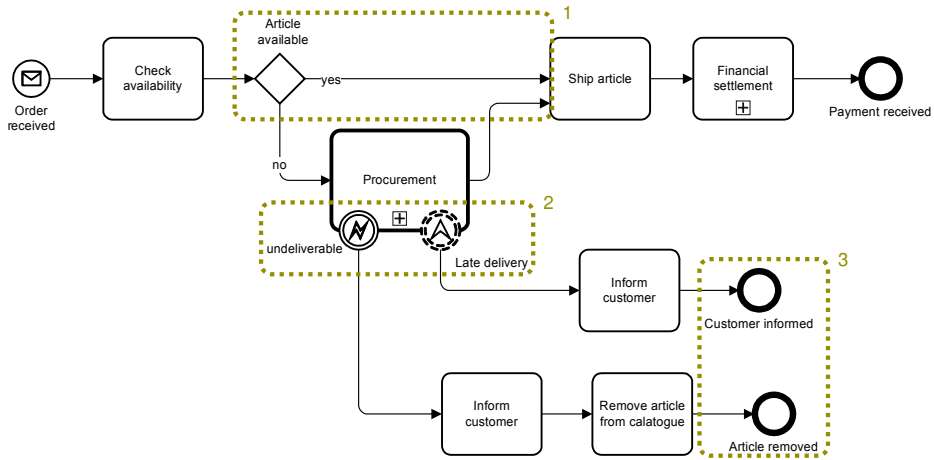 1
Article
available
Check
availability
yes
Ship article
Financial
settlement
Order
received
Payment received
no
Procurement
2
undeliverable
Late delivery
3
Inform
customer
Customer informed
Inform
customer
Remove article
from calatogue
Article removed